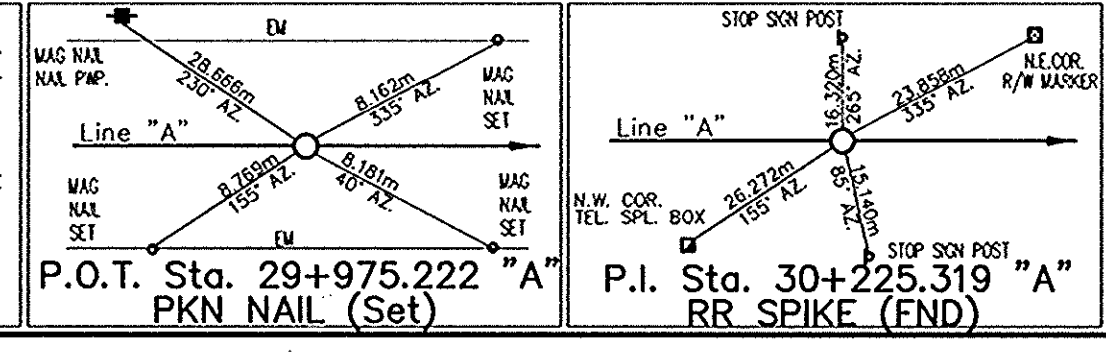 EM
MAG NAIL
NAIL PWP.
28.666m
230° AZ.
8.162m
335° AZ.
MAG
NAIL
SET
Line "A"
8.769m
155° AZ.
8.181m
40° AZ.
MAG
NAIL
SET
MAG
NAIL
SET
EM
P.O.T. Sta. 29+975.222 "A"
PKN NAIL (Set)
STOP SIGN POST
16.320m
265° AZ.
23.858m
335° AZ.
N.E.COR.
R/W MARKER
Line "A"
26.272m
155° AZ.
15.140m
85° AZ.
N.W. COR.
TEL. SPL. BOX
STOP SIGN POST
P.I. Sta. 30+225.319 "A"
RR SPIKE (FND)